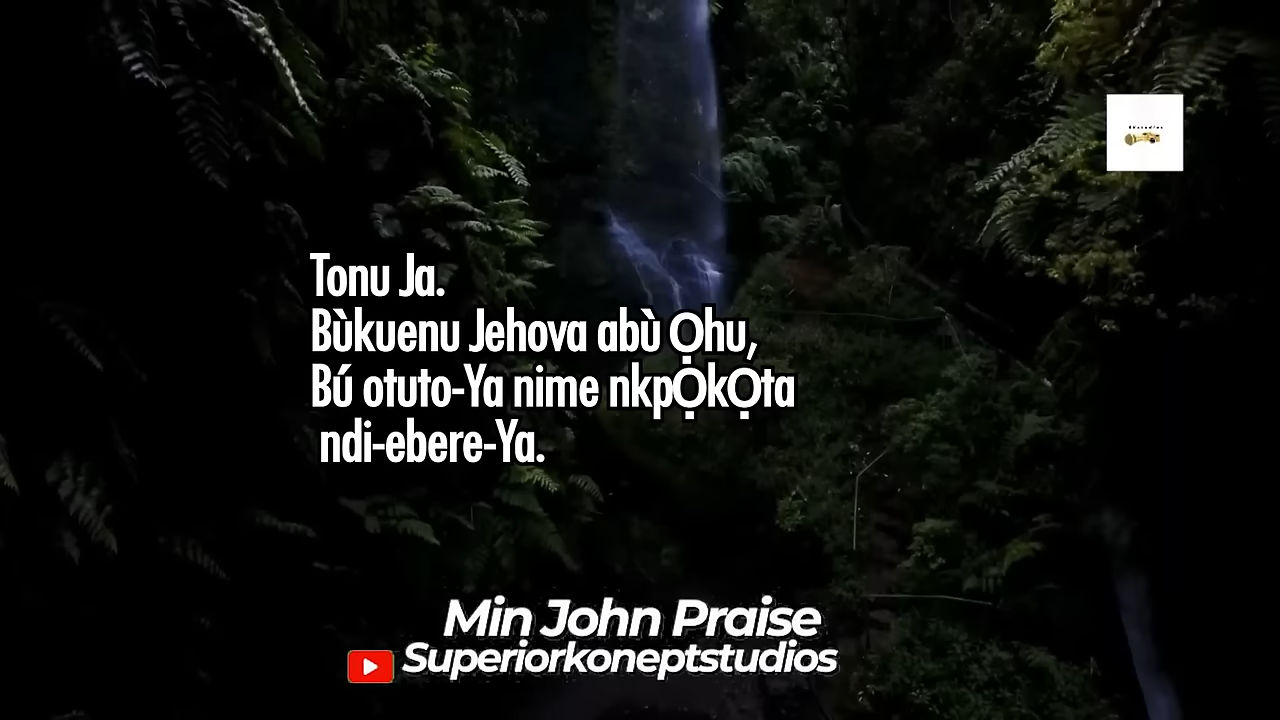 Tonu Ja.
Bùkuenu Jehova abù Ọhu,
Bú otuto-Ya nime nkpỌkỌta
ndi-ebere-Ya.
Min John Praise
Superiorkoneptstudios